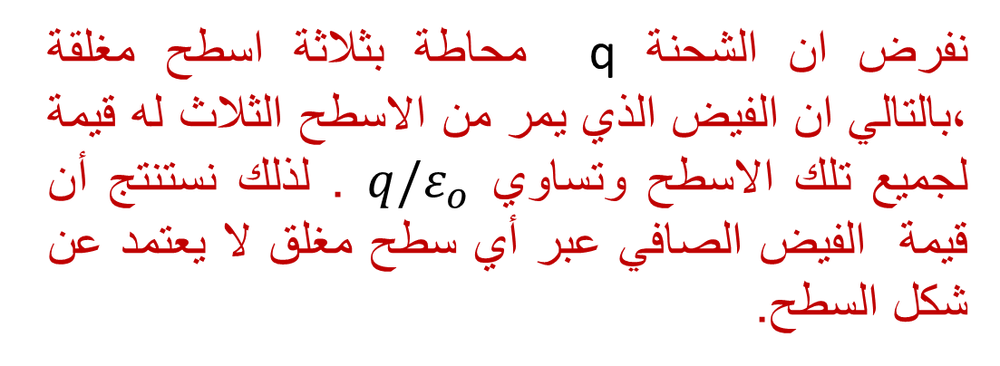 نفرض ان الشحنة q محاطة بثلاثة اسطح مغلقة
،بالتالي ان الفيض الذي يمر من الاسطح الثلاث له قيمة
لجميع تلك الاسطح وتساوي q/εₒ . لذلك نستنتج أن
قيمة الفيض الصافي عبر أي سطح مغلق لا يعتمد عن
شكل السطح.